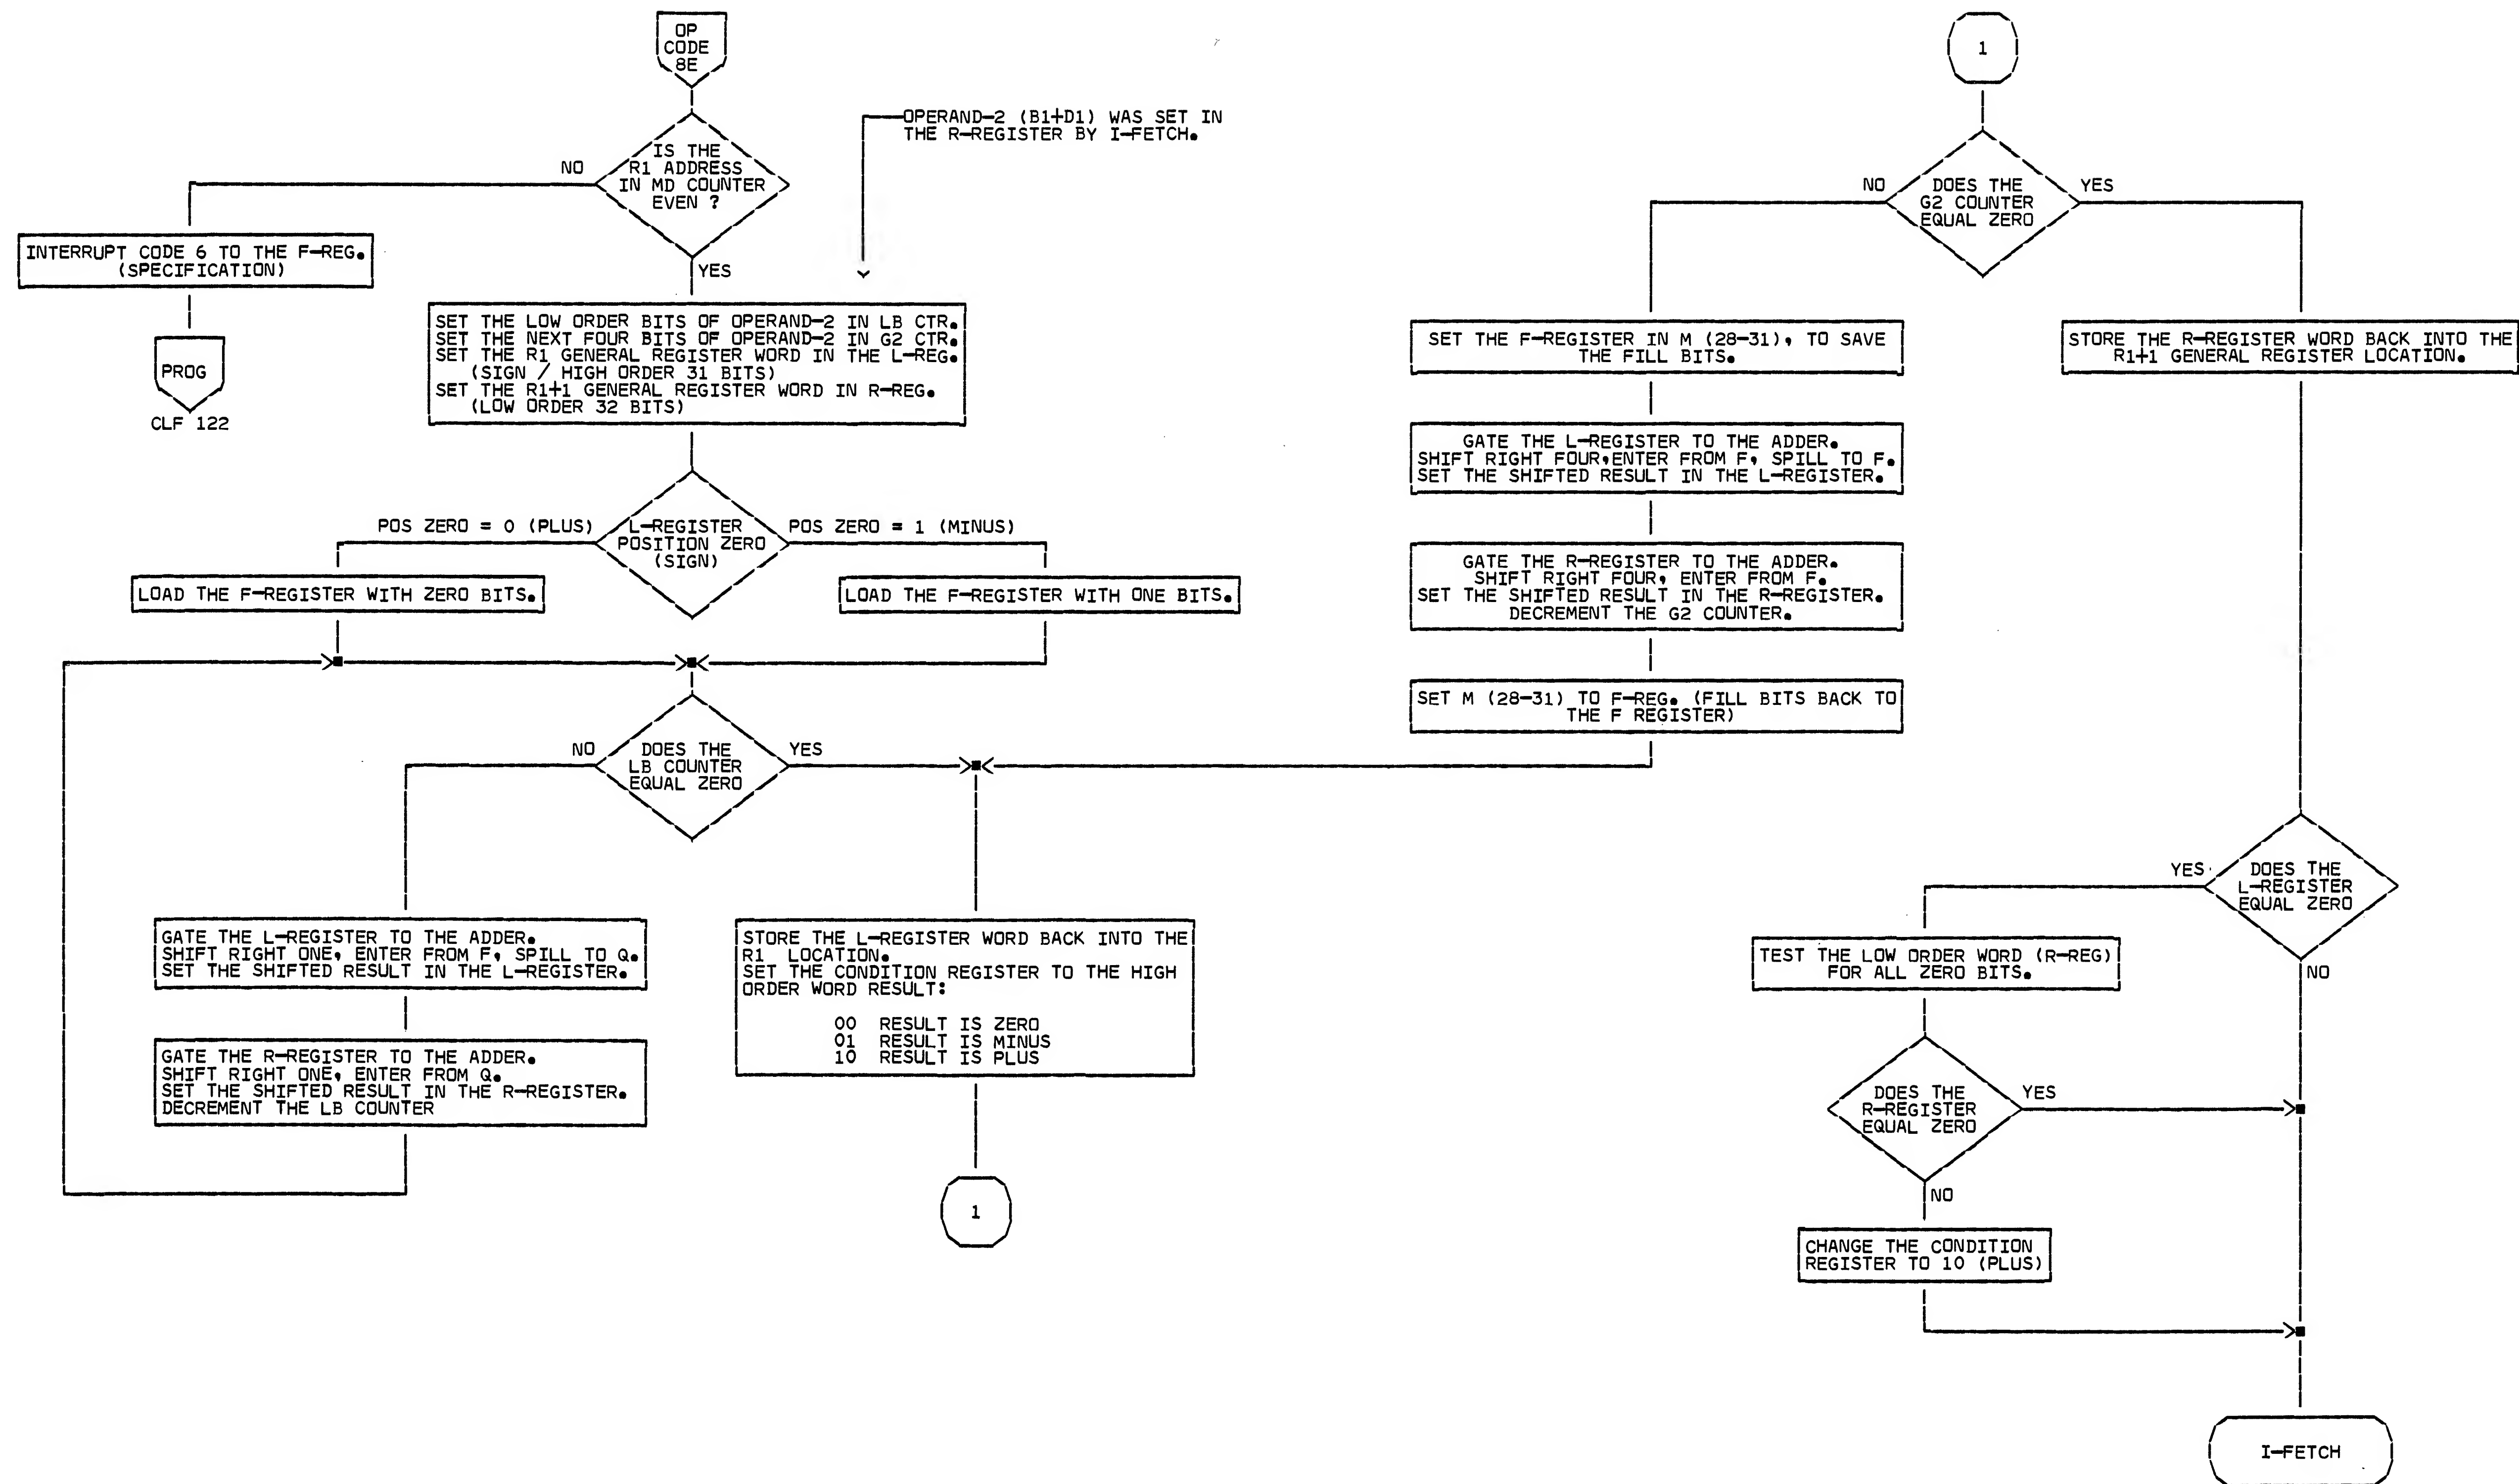 OP
CODE
8E
OPERAND-2 (B1+D1) WAS SET IN
THE R-REGISTER BY I-FETCH.
IS THE
R1 ADDRESS
IN MD COUNTER
EVEN ?
NO
YES
INTERRUPT CODE 6 TO THE F-REG.
(SPECIFICATION)
PROG
CLF 122
SET THE LOW ORDER BITS OF OPERAND-2 IN LB CTR.
SET THE NEXT FOUR BITS OF OPERAND-2 IN G2 CTR.
SET THE R1 GENERAL REGISTER WORD IN THE L-REG.
(SIGN / HIGH ORDER 31 BITS)
SET THE R1+1 GENERAL REGISTER WORD IN R-REG.
(LOW ORDER 32 BITS)
POS ZERO = 0 (PLUS)
L-REGISTER
POSITION ZERO
(SIGN)
POS ZERO = 1 (MINUS)
LOAD THE F-REGISTER WITH ZERO BITS.
LOAD THE F-REGISTER WITH ONE BITS.
NO
DOES THE
LB COUNTER
EQUAL ZERO
YES
GATE THE L-REGISTER TO THE ADDER.
SHIFT RIGHT ONE, ENTER FROM F, SPILL TO Q.
SET THE SHIFTED RESULT IN THE L-REGISTER.
GATE THE R-REGISTER TO THE ADDER.
SHIFT RIGHT ONE, ENTER FROM Q.
SET THE SHIFTED RESULT IN THE R-REGISTER.
DECREMENT THE LB COUNTER
STORE THE L-REGISTER WORD BACK INTO THE
R1 LOCATION.
SET THE CONDITION REGISTER TO THE HIGH
ORDER WORD RESULT:
00 RESULT IS ZERO
01 RESULT IS MINUS
10 RESULT IS PLUS
1
1
NO
DOES THE
G2 COUNTER
EQUAL ZERO
YES
SET THE F-REGISTER IN M (28-31), TO SAVE
THE FILL BITS.
GATE THE L-REGISTER TO THE ADDER.
SHIFT RIGHT FOUR,ENTER FROM F, SPILL TO F.
SET THE SHIFTED RESULT IN THE L-REGISTER.
GATE THE R-REGISTER TO THE ADDER.
SHIFT RIGHT FOUR, ENTER FROM F.
SET THE SHIFTED RESULT IN THE R-REGISTER.
DECREMENT THE G2 COUNTER.
SET M (28-31) TO F-REG. (FILL BITS BACK TO
THE F REGISTER)
STORE THE R-REGISTER WORD BACK INTO THE
R1+1 GENERAL REGISTER LOCATION.
YES
DOES THE
L-REGISTER
EQUAL ZERO
NO
TEST THE LOW ORDER WORD (R-REG)
FOR ALL ZERO BITS.
DOES THE
R-REGISTER
EQUAL ZERO
YES
NO
CHANGE THE CONDITION
REGISTER TO 10 (PLUS)
I-FETCH